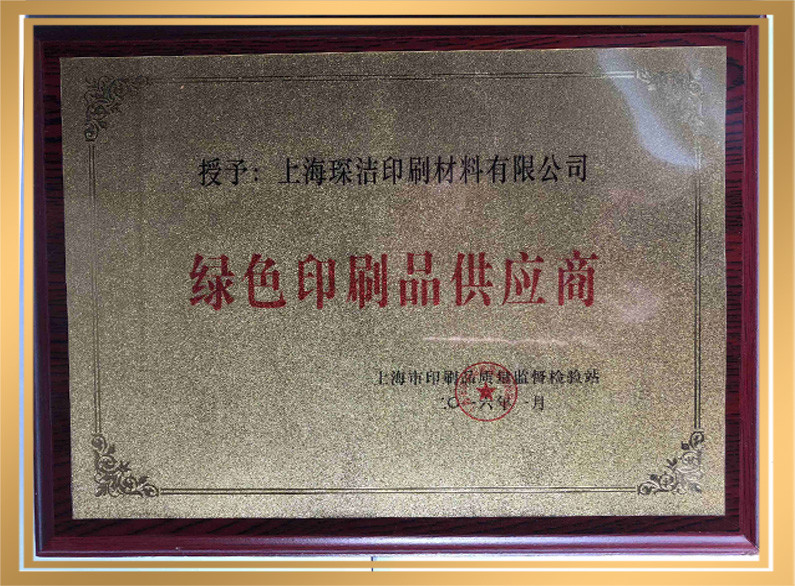 授予：上海琛洁印刷材料有限公司
绿色印刷品供应商
上海市印刷品质量监督检验站
二〇一六年一月